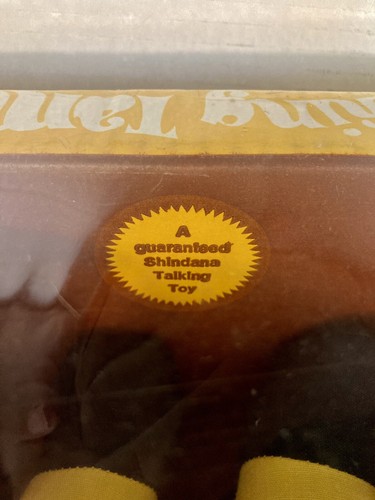 A
guaranteed
Shindana
Talking
Toy